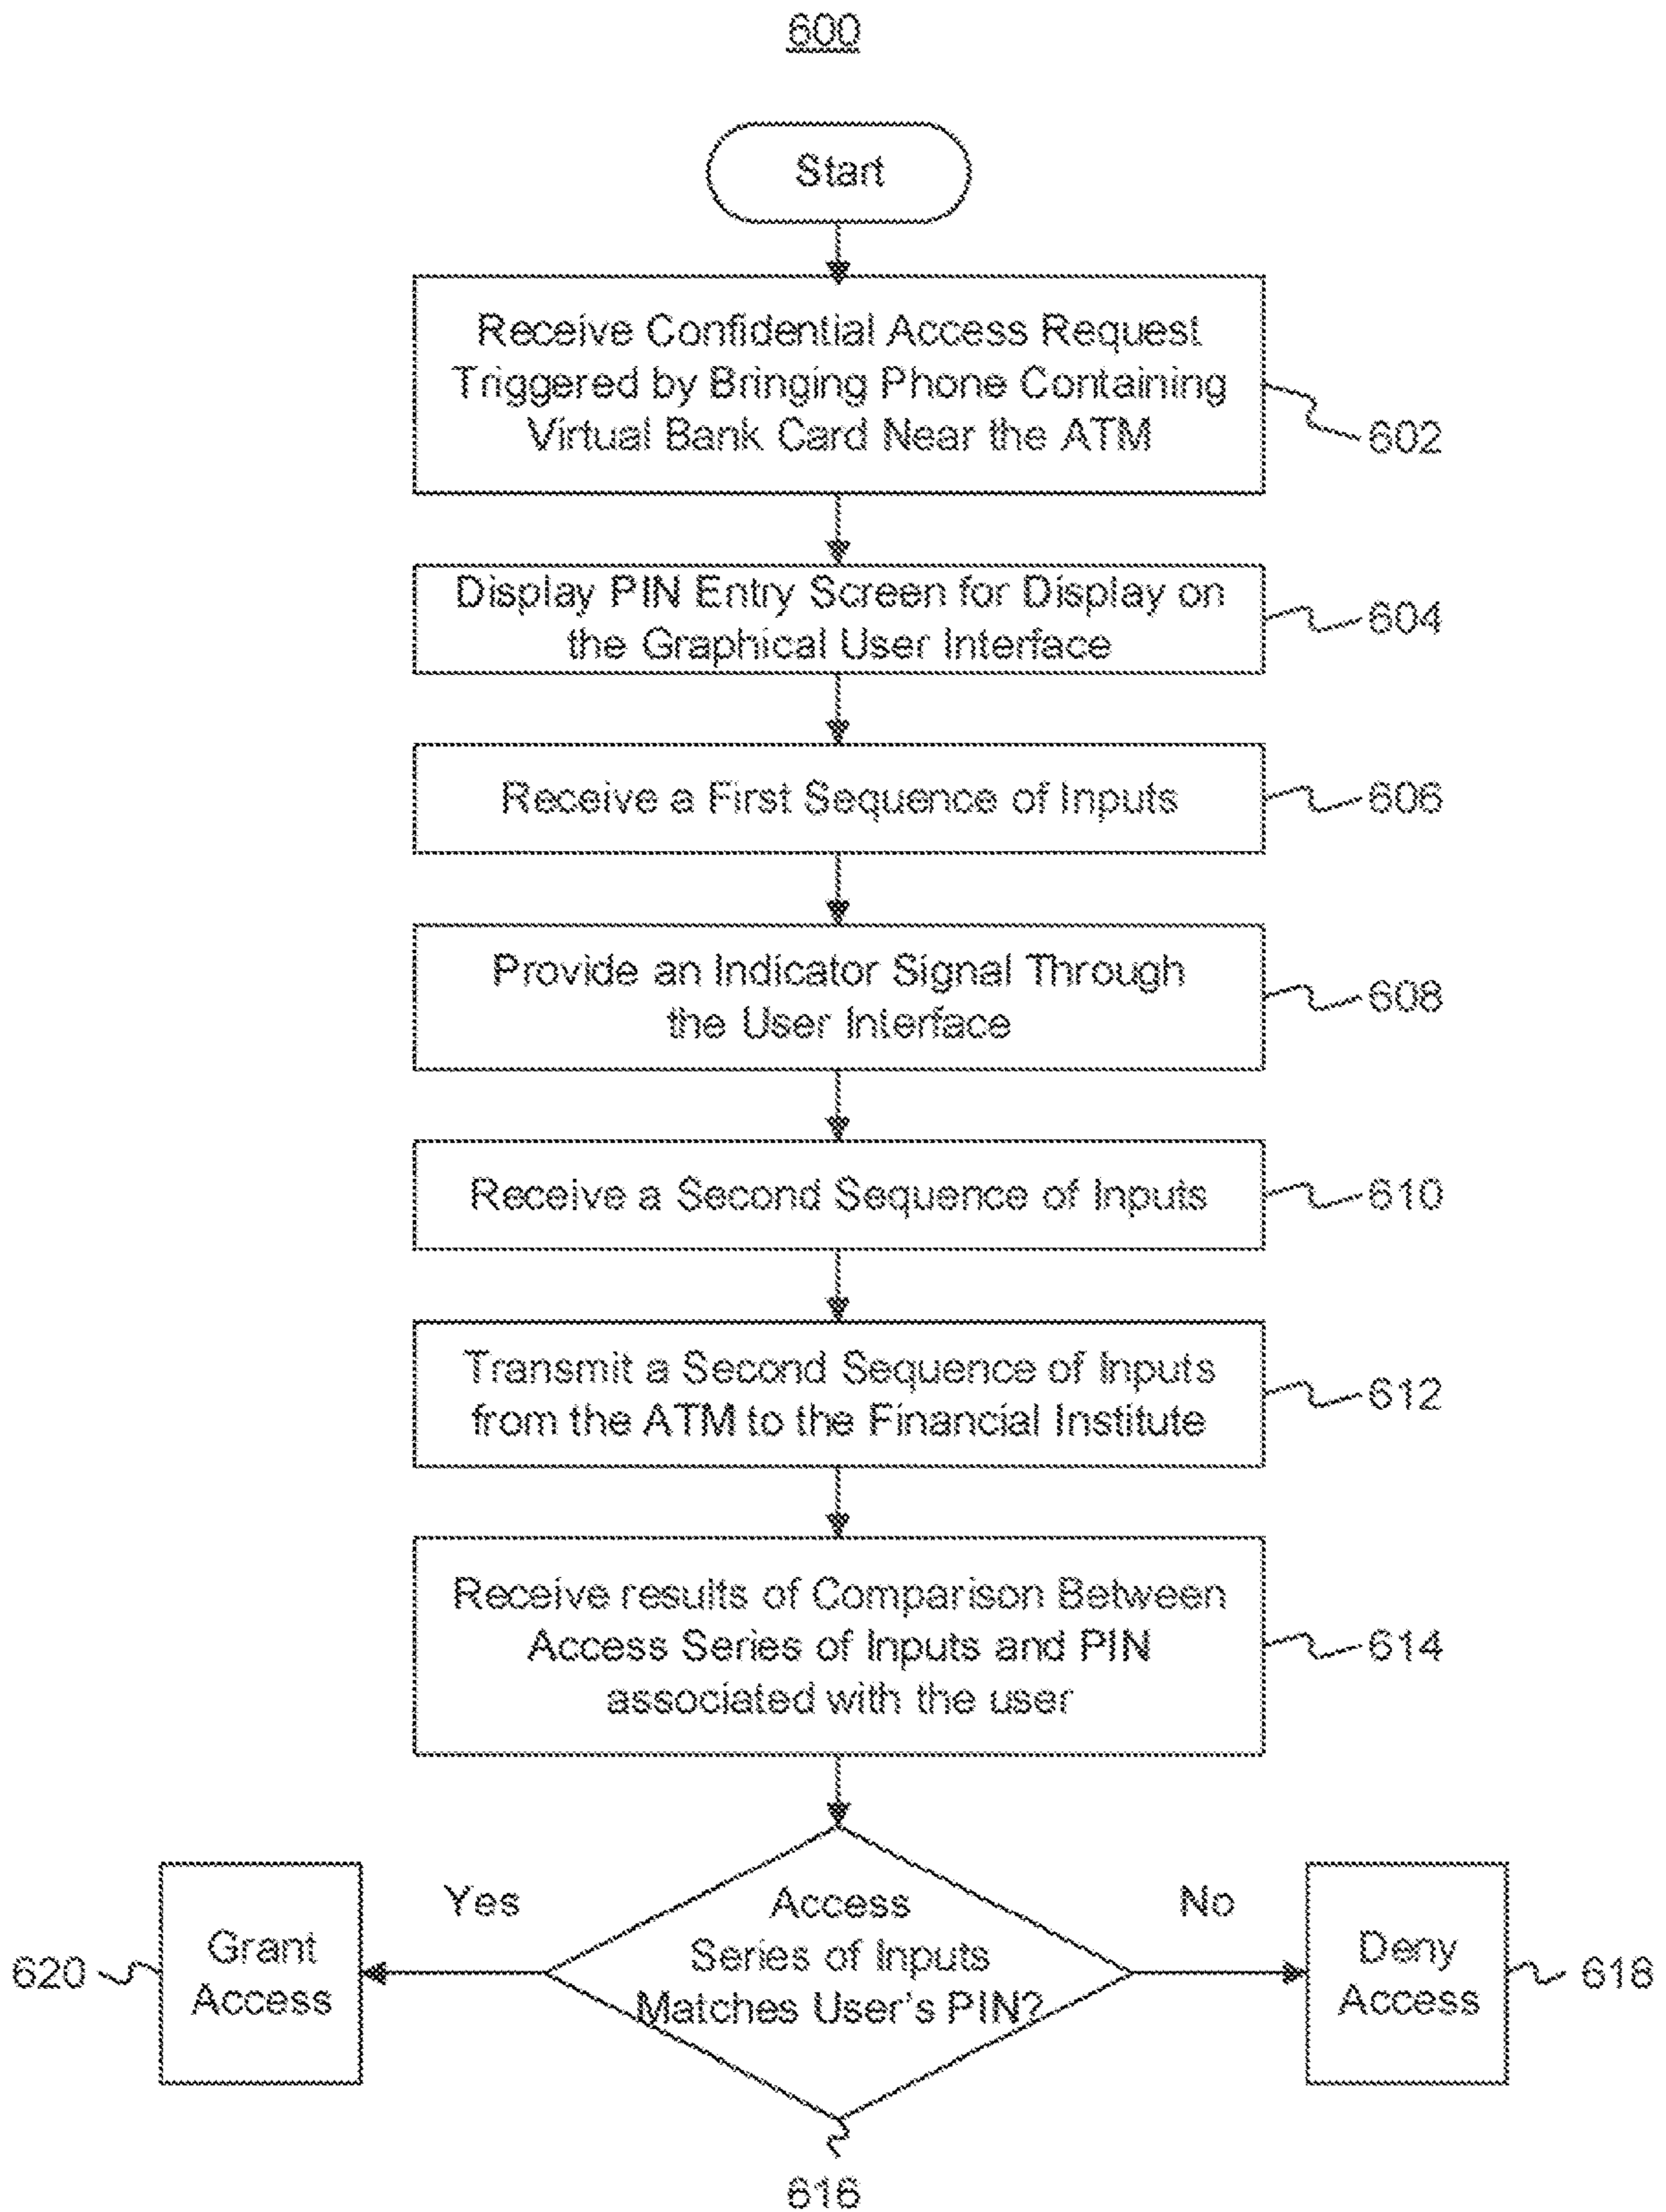 600
Start
Receive Confidential Access Request
Triggered by Bringing Phone Containing
Virtual Bank Card Near the ATM
602
Display PIN Entry Screen for Display on
the Graphical User Interface
604
Receive a First Sequence of Inputs
606
Provide an Indicator Signal Through
the User Interface
608
Receive a Second Sequence of Inputs
610
Transmit a Second Sequence of Inputs
from the ATM to the Financial Institute
612
Receive results of Comparison Between
Access Series of Inputs and PIN
associated with the user
614
Yes
Access
Series of Inputs
Matches User's PIN?
No
Grant
Access
620
Deny
Access
618
616